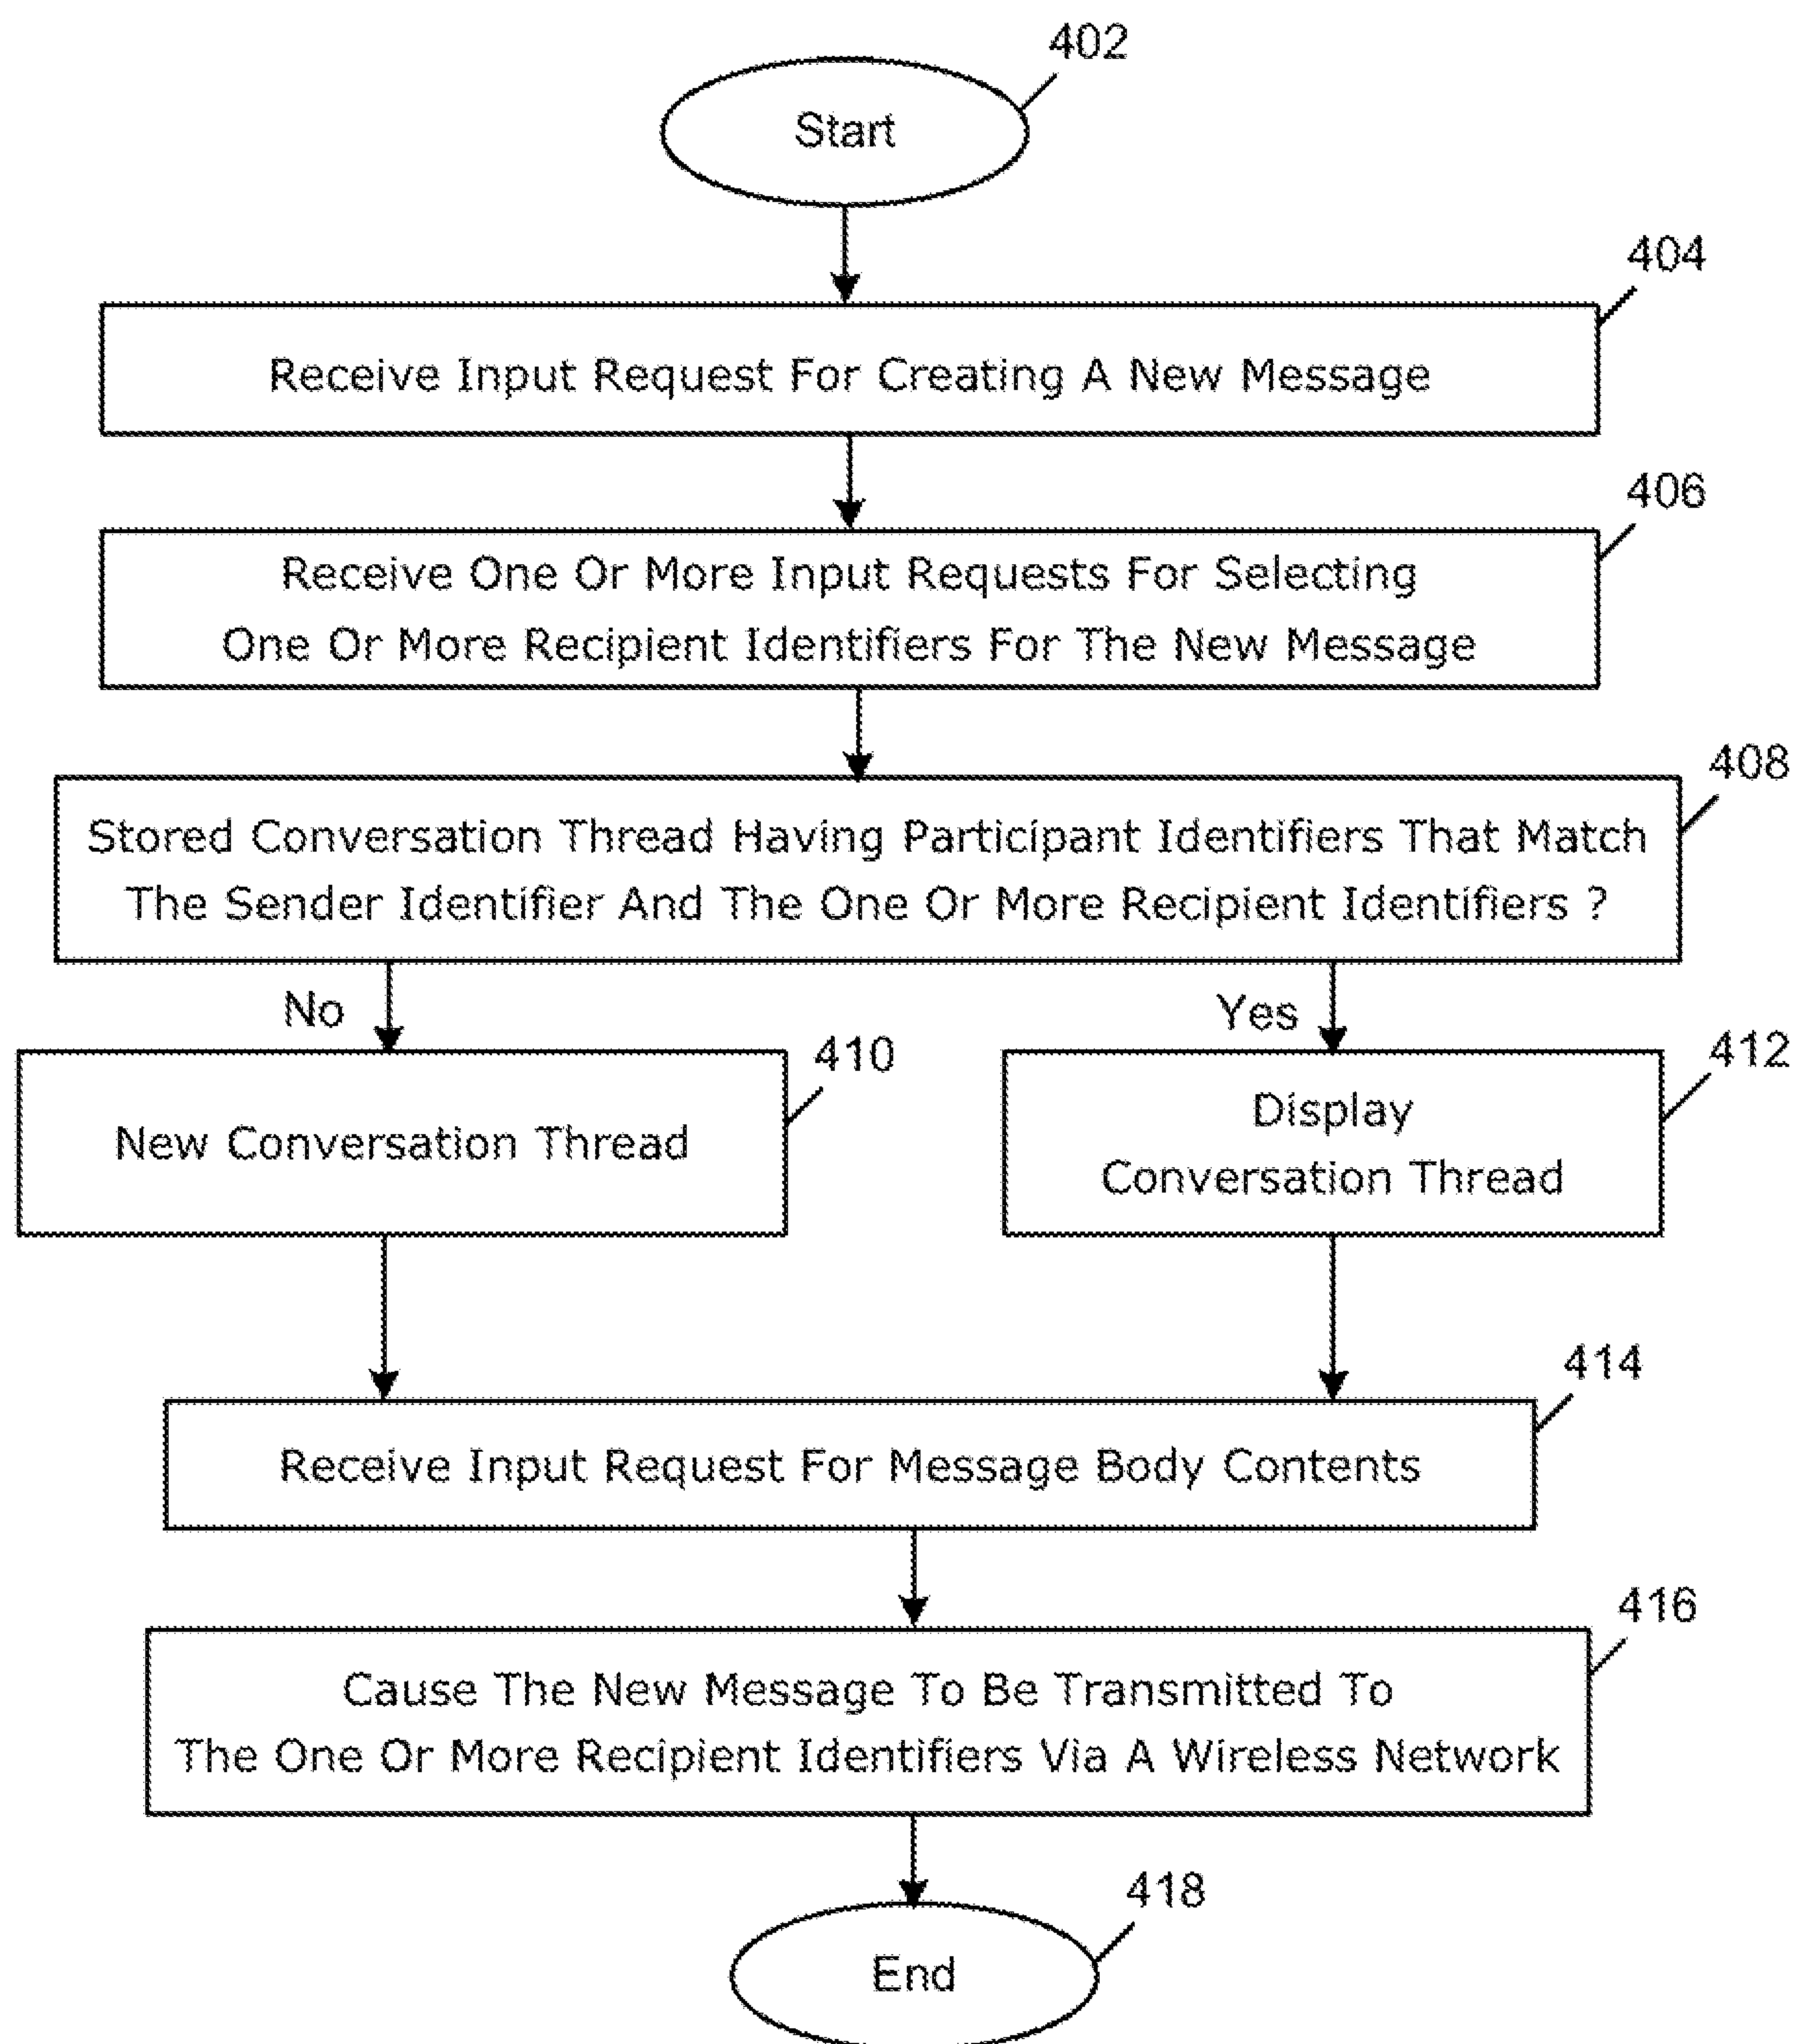 402
Start
404
Receive Input Request For Creating A New Message
406
Receive One Or More Input Requests For Selecting
One Or More Recipient Identifiers For The New Message
408
Stored Conversation Thread Having Participant Identifiers That Match
The Sender Identifier And The One Or More Recipient Identifiers ?
No
Yes
410
412
New Conversation Thread
Display
Conversation Thread
414
Receive Input Request For Message Body Contents
416
Cause The New Message To Be Transmitted To
The One Or More Recipient Identifiers Via A Wireless Network
418
End